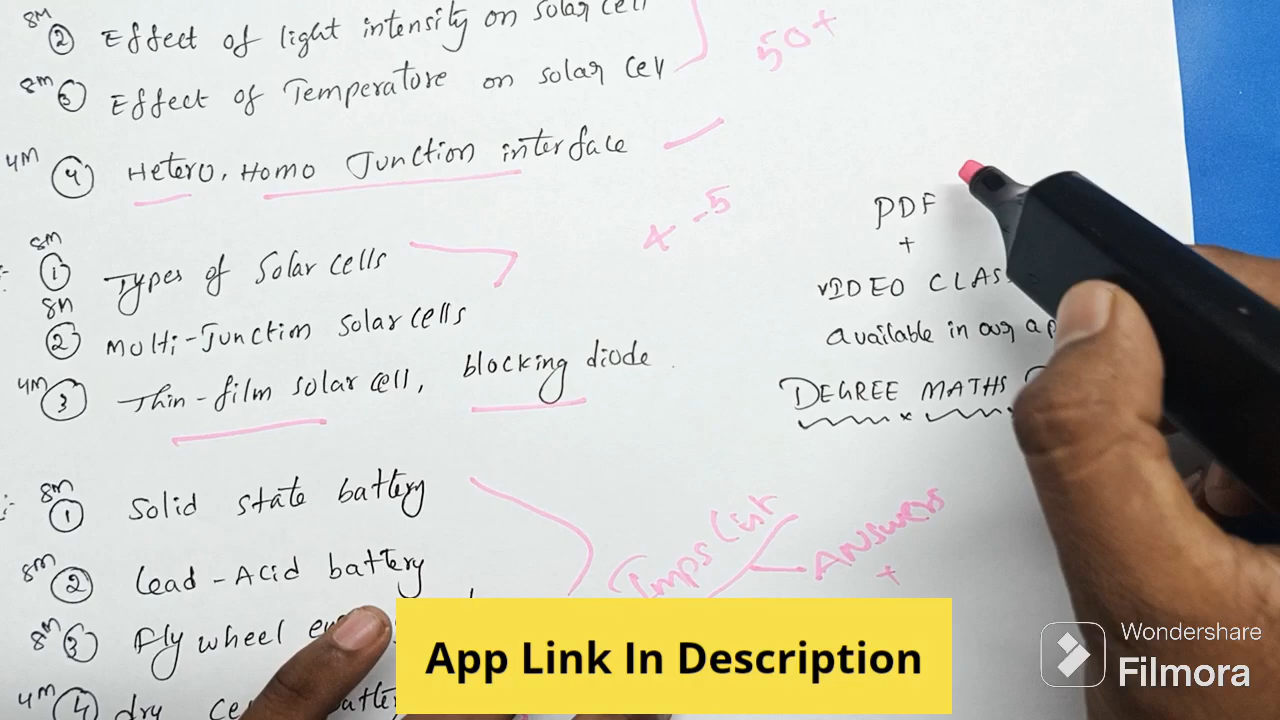 8M ② Effect of light intensity on solar cell
8M ③ Effect of Temperature on solar cell
50+
4M ④ Hetero, Homo Junction interface
4-5
8M ① Types of Solar cells
8M ② Multi-Junction Solar cells
4M ③ Thin-film solar cell, blocking diode
PDF
+
VIDEO CLAS
available in our ap
DEGREE MATHS
8M ① Solid state battery
8M ② Lead-Acid battery
8M ③ Fly wheel
4M ④ dry
Imps List
Answers
+
App Link In Description
Wondershare
Filmora